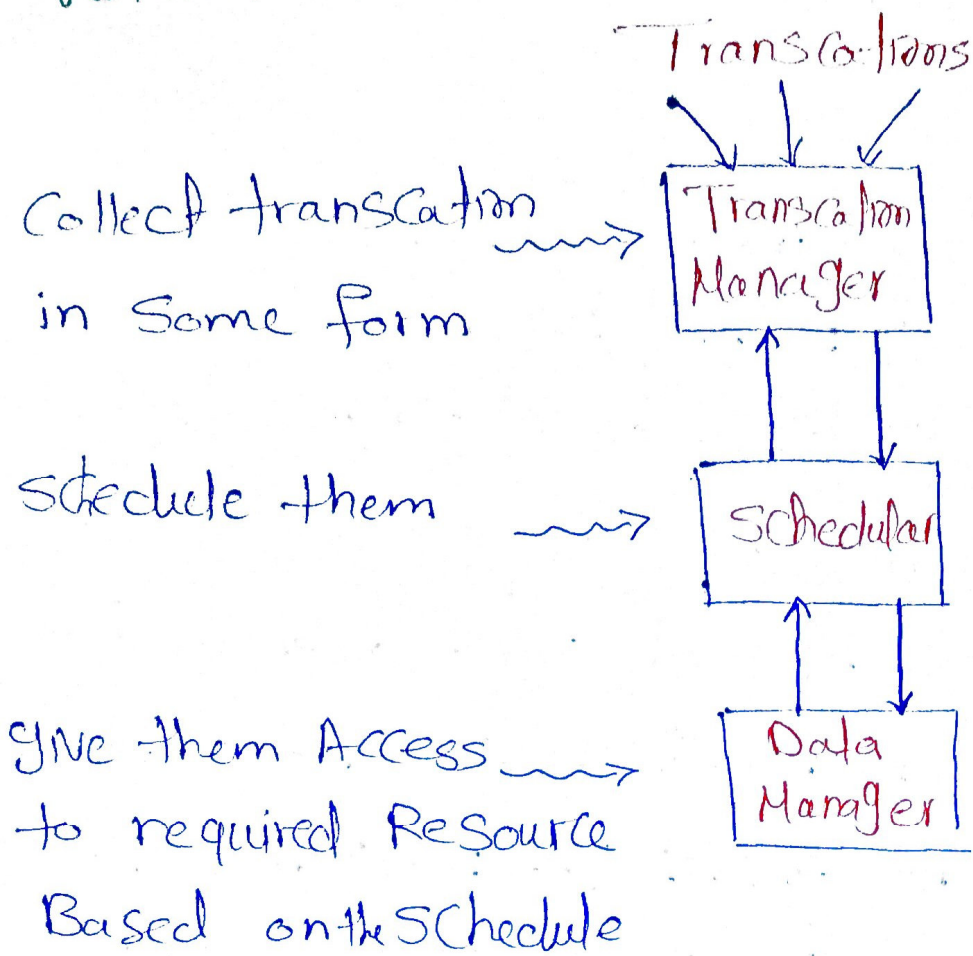 Transcations
Collect transcation
in Some form
Transcation
Manager
schedule them
Schedular
give them Access
to required Resource
Based on the Schedule
Data
Manager